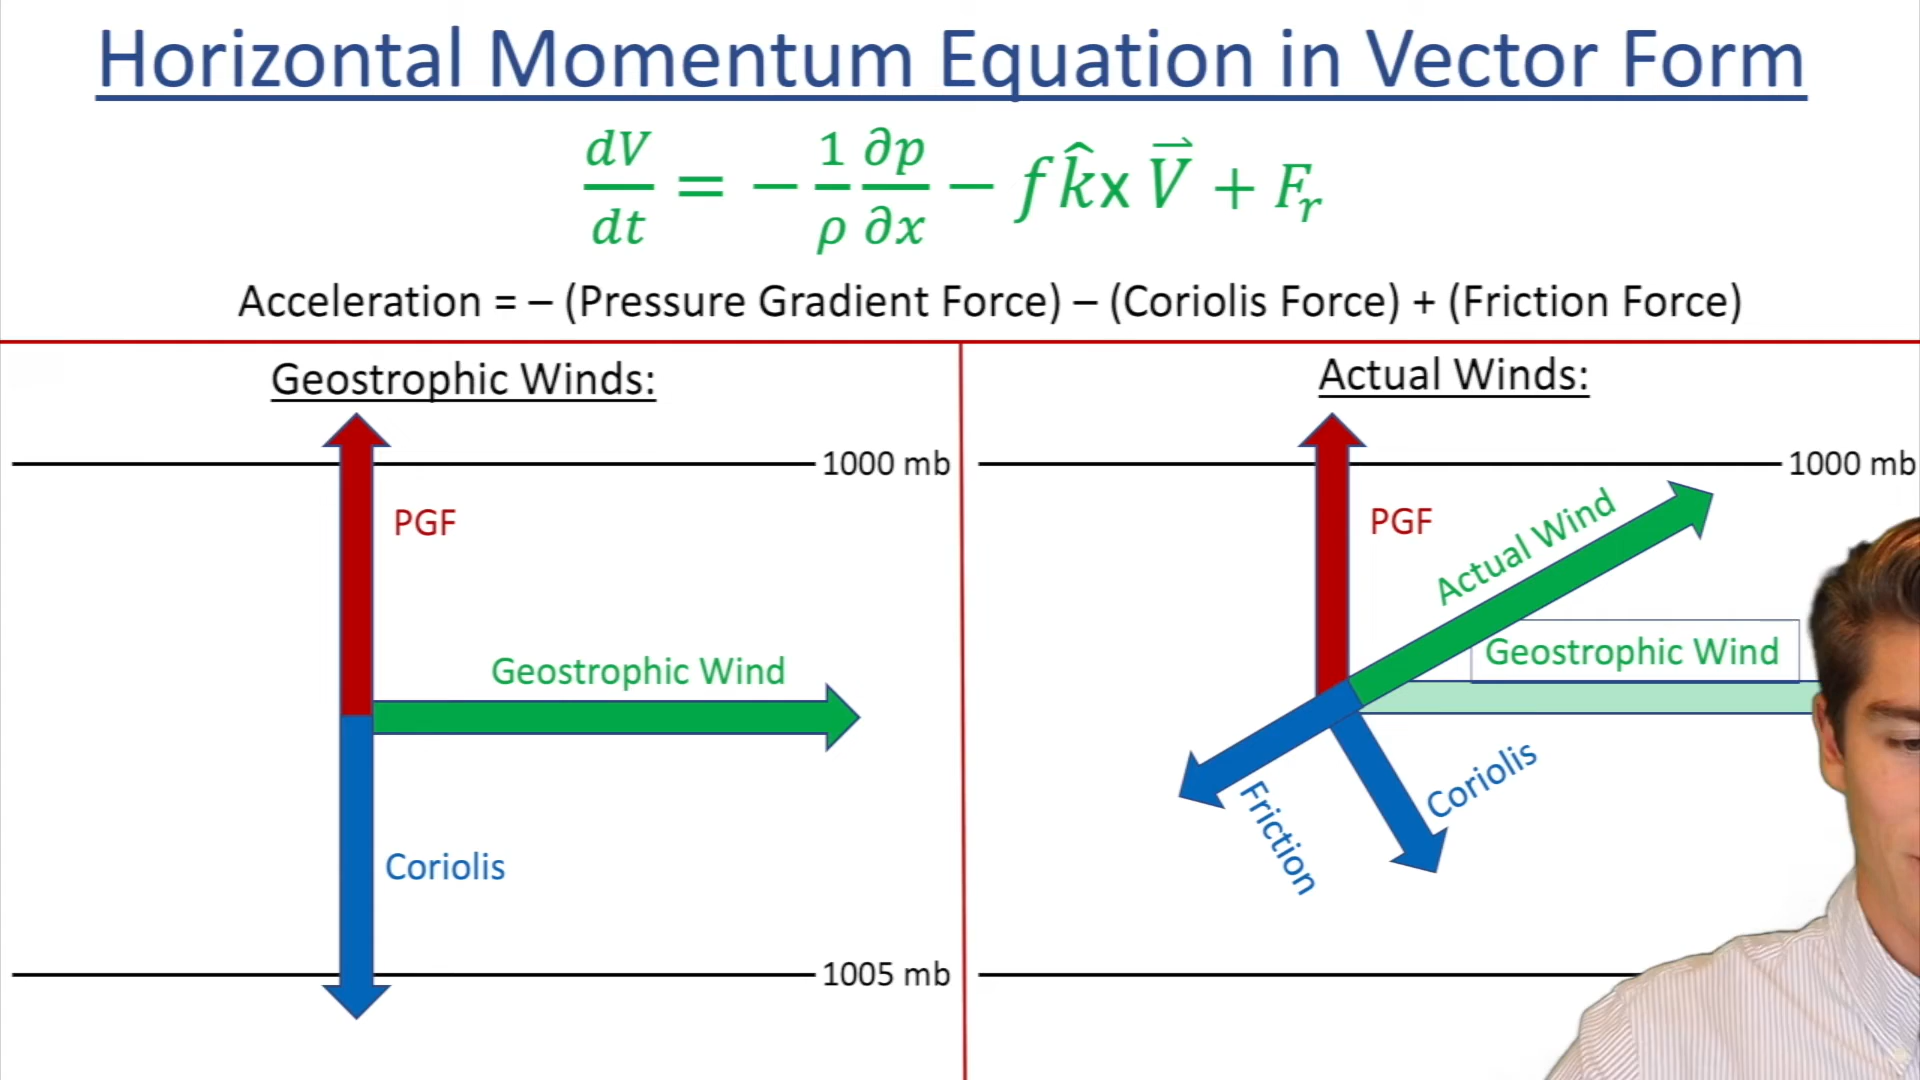 Horizontal Momentum Equation in Vector Form
dV/dt = − 1/ρ ∂p/∂x − f k̂ x V⃗ + Fᵣ
Acceleration = – (Pressure Gradient Force) – (Coriolis Force) + (Friction Force)
Geostrophic Winds:
1000 mb
PGF
Geostrophic Wind
Coriolis
1005 mb
Actual Winds:
1000 mb
PGF
Actual Wind
Geostrophic Wind
Coriolis
Friction